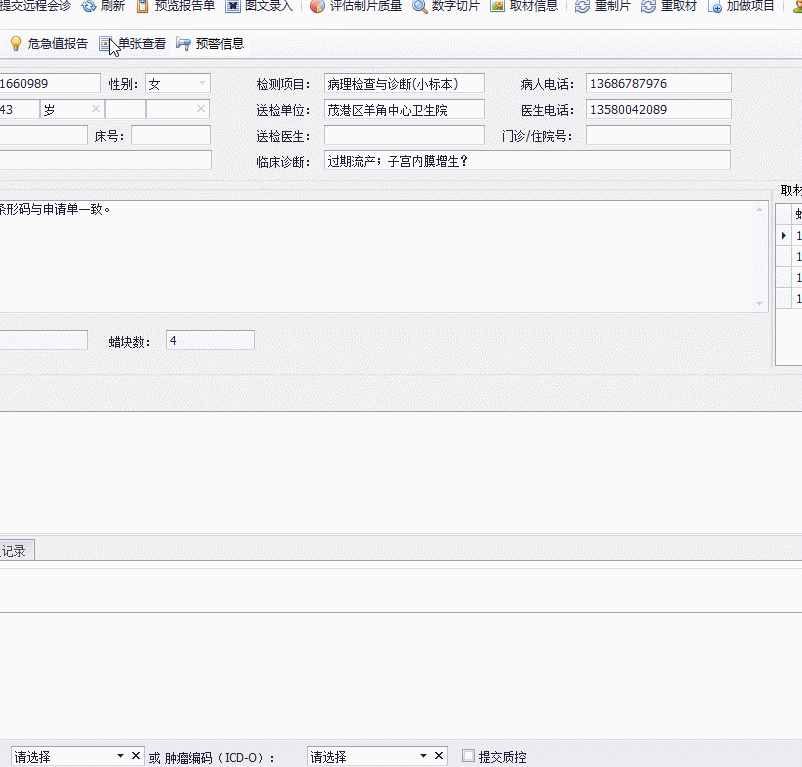 提交远程会诊 刷新 预览报告单 图文录入 评估制片质量 数字切片 取材信息 重制片 重取材 加做项目
危急值报告 单张查看 预警信息
1660989 性别: 女 检测项目: 病理检查与诊断(小标本) 病人电话: 13686787976
43 岁 送检单位: 茂港区羊角中心卫生院 医生电话: 13580042089
床号: 送检医生: 门诊/住院号:
临床诊断: 过期流产；子宫内膜增生？
取材
条形码与申请单一致。
蜡块数: 4
记录
请选择 或 肿瘤编码（ICD-O）: 请选择 提交质控